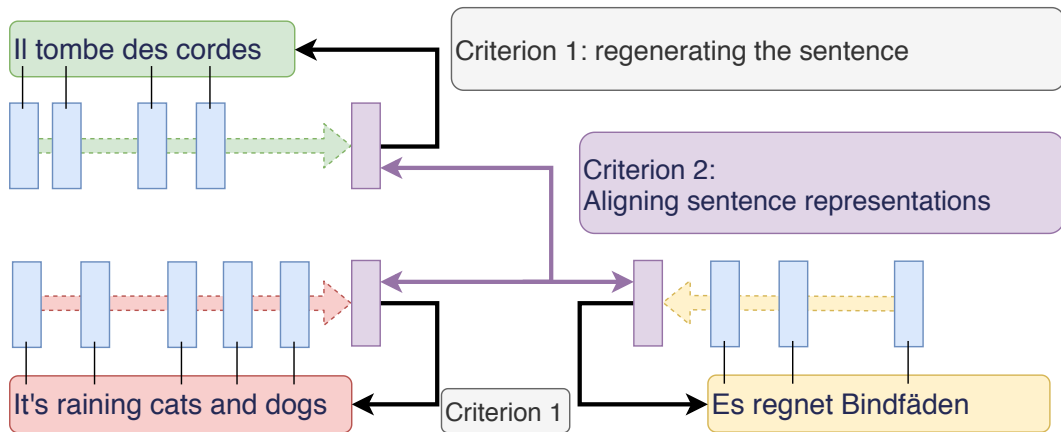 Il tombe des cordes
Criterion 1: regenerating the sentence
Criterion 2:
Aligning sentence representations
It's raining cats and dogs
Criterion 1
Es regnet Bindfäden